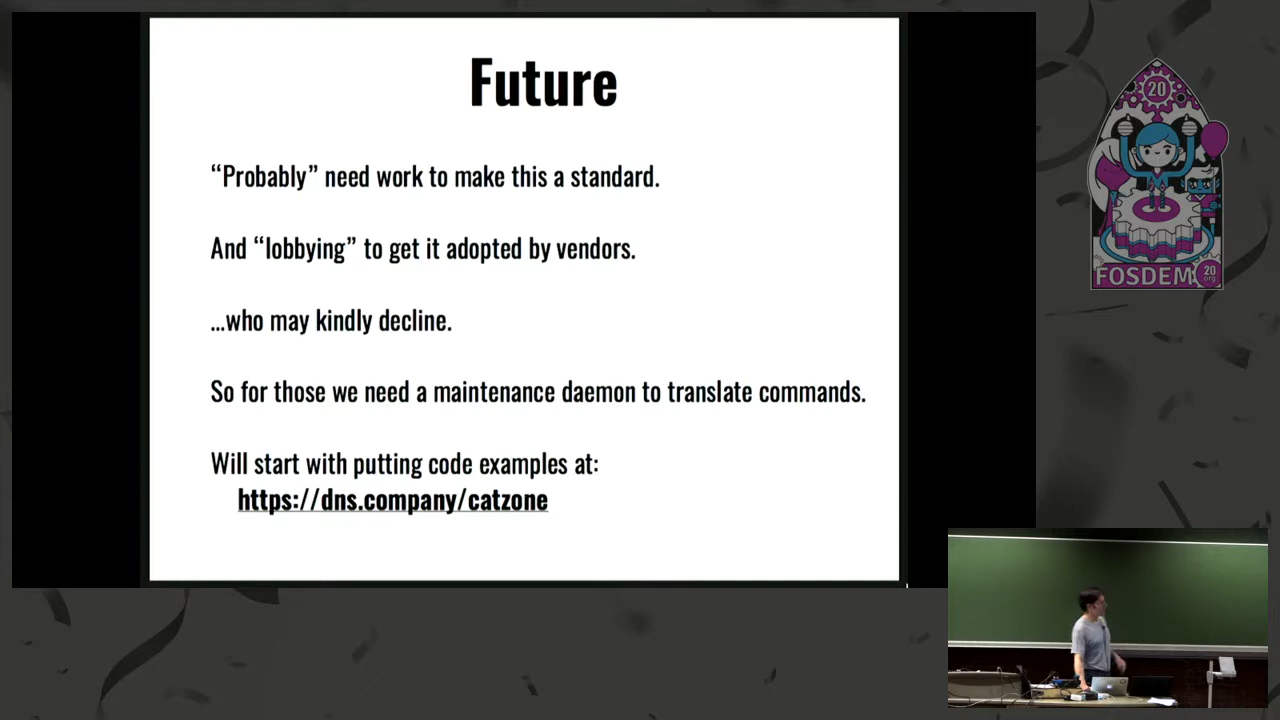 Future
“Probably” need work to make this a standard.
And “lobbying” to get it adopted by vendors.
...who may kindly decline.
So for those we need a maintenance daemon to translate commands.
Will start with putting code examples at:
https://dns.company/catzone
20
FOSDEM
20
org